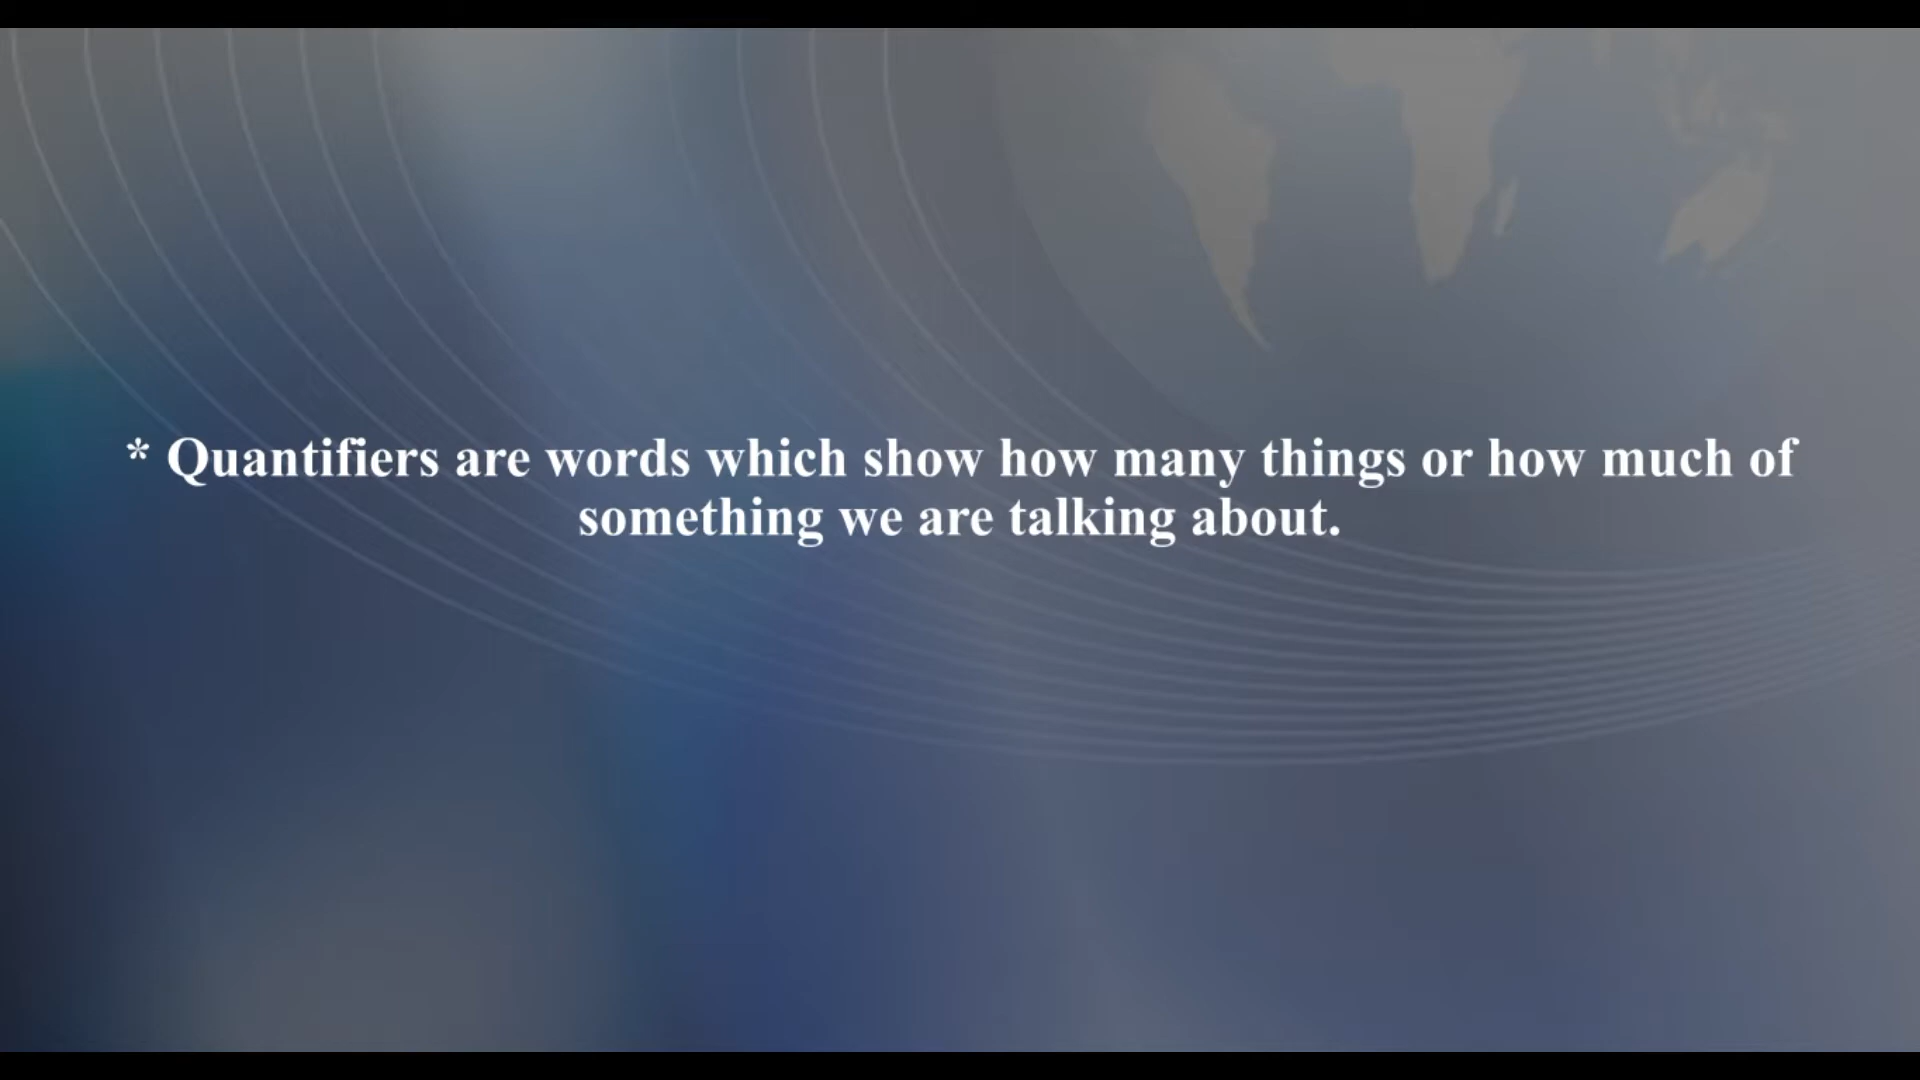 * Quantifiers are words which show how many things or how much of
something we are talking about.